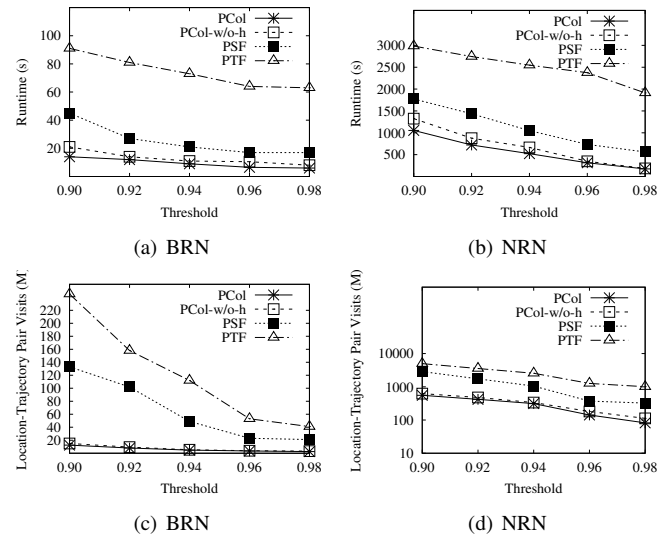 PCol
PCol-w/o-h
PSF
PTF
Runtime (s)
100
80
60
40
20
0.90 0.92 0.94 0.96 0.98
Threshold
(a) BRN
PCol
PCol-w/o-h
PSF
PTF
Runtime (s)
3000
2500
2000
1500
1000
500
0.90 0.92 0.94 0.96 0.98
Threshold
(b) NRN
PCol
PCol-w/o-h
PSF
PTF
Location-Trajectory Pair Visits (M)
220
200
180
160
140
120
100
80
60
40
20
0.90 0.92 0.94 0.96 0.98
Threshold
(c) BRN
PCol
PCol-w/o-h
PSF
PTF
Location-Trajectory Pair Visits (M)
10000
1000
100
10
0.90 0.92 0.94 0.96 0.98
Threshold
(d) NRN